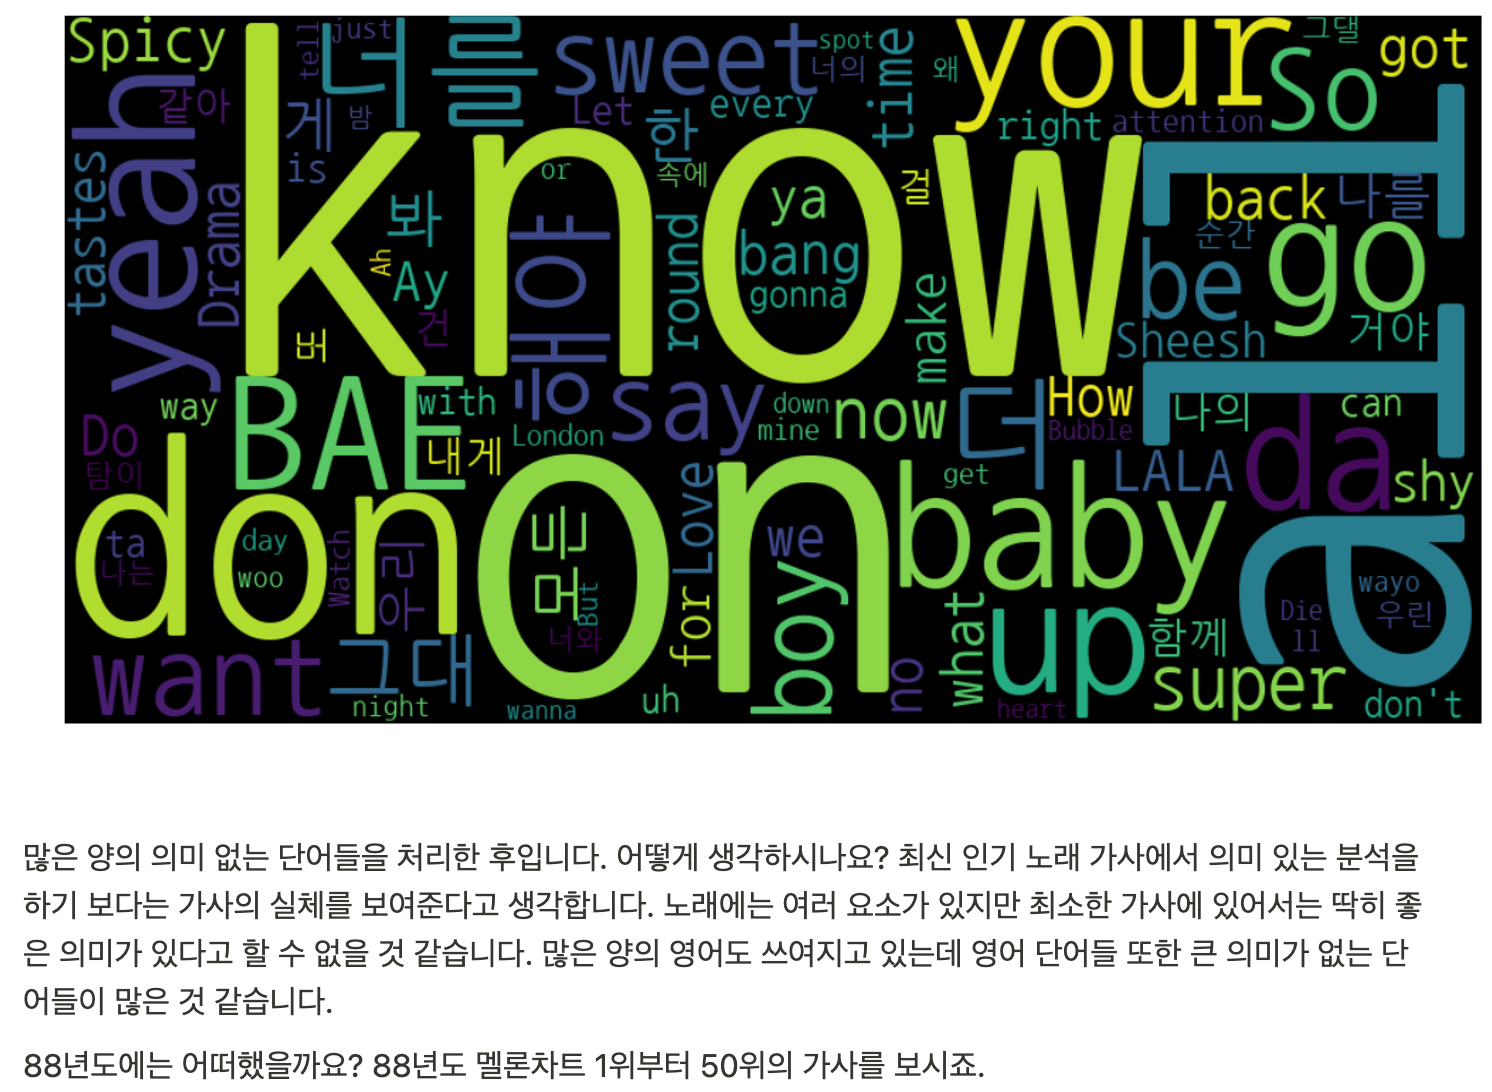 Spicy
tell
just
너를
sweet
spot
너의
time
왜
your
그댈
So
got
yeah
같아
게
밤
Let
every
한
right
attention
all
is
know
or
속에
걸
back
나를
tastes
Drama
봐
해야
ya
순간
go
Ah
Ay
round
bang
gonna
be
버
건
make
Sheesh
거야
BAE
with
흐
say
down
now
더
How
나의
can
way
Do
London
mine
Bubble
da
탐이
내게
Love
get
LALA
shy
don
on
baby
ta
나는
day
woo
Watch
아리
모든
But
we
boy
wayo
Die
우린
ll
너와
for
what
up
함께
want
그대
no
super
night
wanna
uh
heart
don't
많은 양의 의미 없는 단어들을 처리한 후입니다. 어떻게 생각하시나요? 최신 인기 노래 가사에서 의미 있는 분석을
하기 보다는 가사의 실체를 보여준다고 생각합니다. 노래에는 여러 요소가 있지만 최소한 가사에 있어서는 딱히 좋
은 의미가 있다고 할 수 없을 것 같습니다. 많은 양의 영어도 쓰여지고 있는데 영어 단어들 또한 큰 의미가 없는 단
어들이 많은 것 같습니다.
88년도에는 어떠했을까요? 88년도 멜론차트 1위부터 50위의 가사를 보시죠.